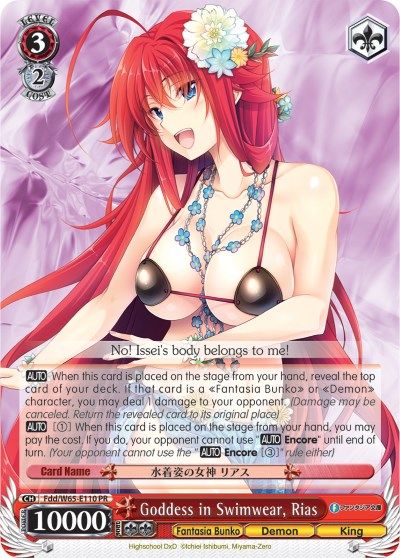 LEVEL
3
2
COST
No! Issei's body belongs to me!
AUTO When this card is placed on the stage from your hand, reveal the top
card of your deck. If that card is a «Fantasia Bunko» or «Demon»
character, you may deal 1 damage to your opponent. (Damage may
be canceled. Return the revealed card to its original place)
AUTO [①] When this card is placed on the stage from your hand, you may
pay the cost. If you do, your opponent cannot use "AUTO Encore" until end of
turn. (Your opponent cannot use the "AUTO Encore [③]" rule either)
Card Name 水着姿の女神 リアス
CH Fdd/W65-E110 PR
Goddess in Swimwear, Rias
POWER 10000
Fantasia Bunko Demon King
Highschool DxD ©Ichiei Ishibumi, Miyama-Zero